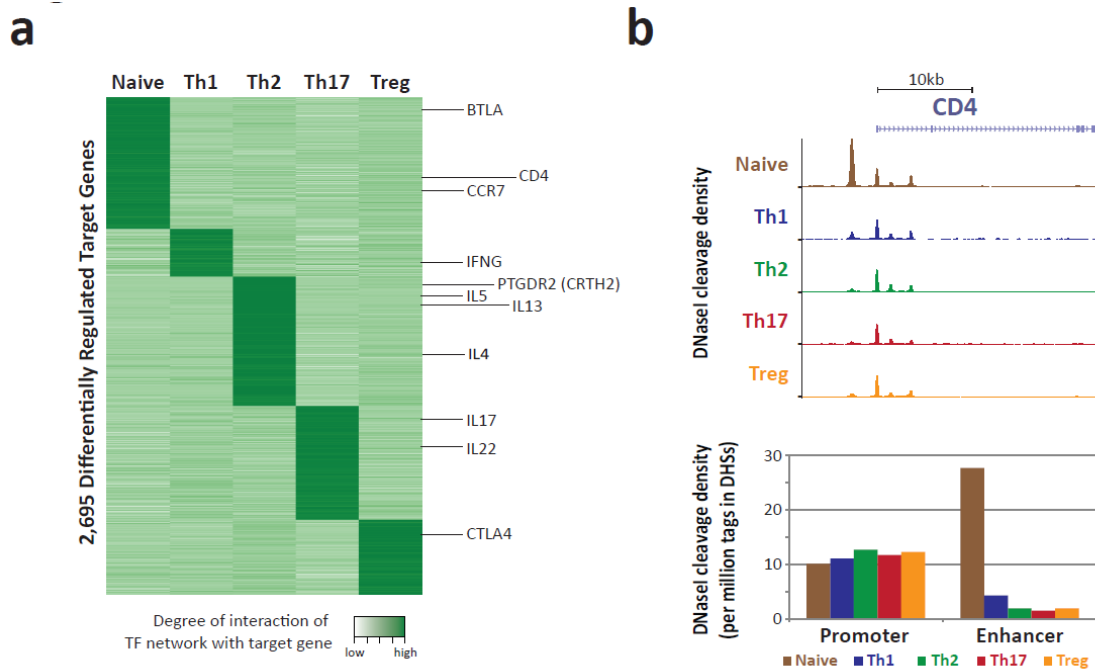 a
Naive Th1 Th2 Th17 Treg
2,695 Differentially Regulated Target Genes
BTLA
CD4
CCR7
IFNG
PTGDR2 (CRTH2)
IL5
IL13
IL4
IL17
IL22
CTLA4
Degree of interaction of
TF network with target gene
low high
b
10kb
CD4
DNaseI cleavage density
Naive
Th1
Th2
Th17
Treg
DNaseI cleavage density
(per million tags in DHSs)
30
20
10
0
Promoter Enhancer
Naive Th1 Th2 Th17 Treg